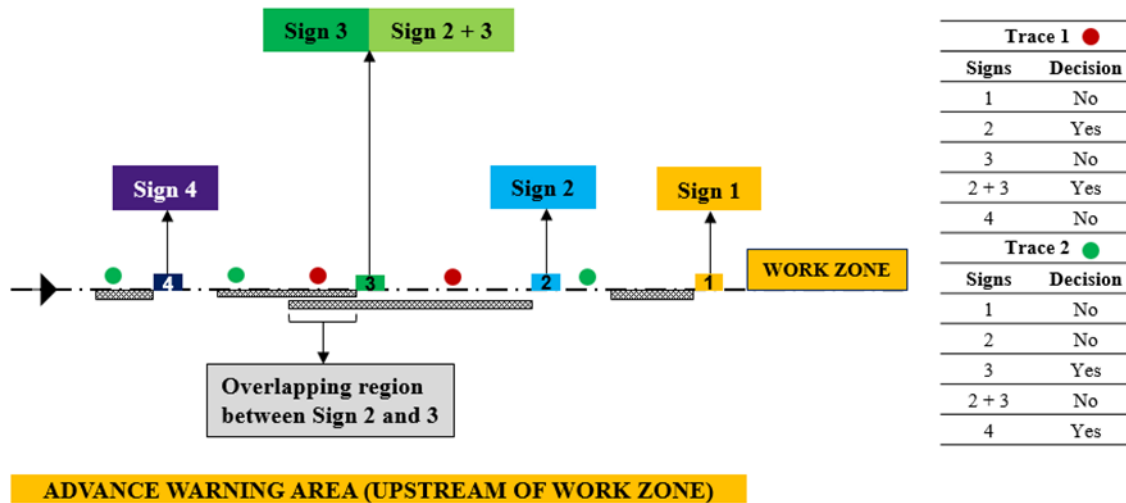 Sign 3 Sign 2 + 3
Sign 4
Sign 2
Sign 1
4
3
2
1
WORK ZONE
Overlapping region
between Sign 2 and 3
ADVANCE WARNING AREA (UPSTREAM OF WORK ZONE)
Trace 1
Signs Decision
1 No
2 Yes
3 No
2 + 3 Yes
4 No
Trace 2
Signs Decision
1 No
2 No
3 Yes
2 + 3 No
4 Yes